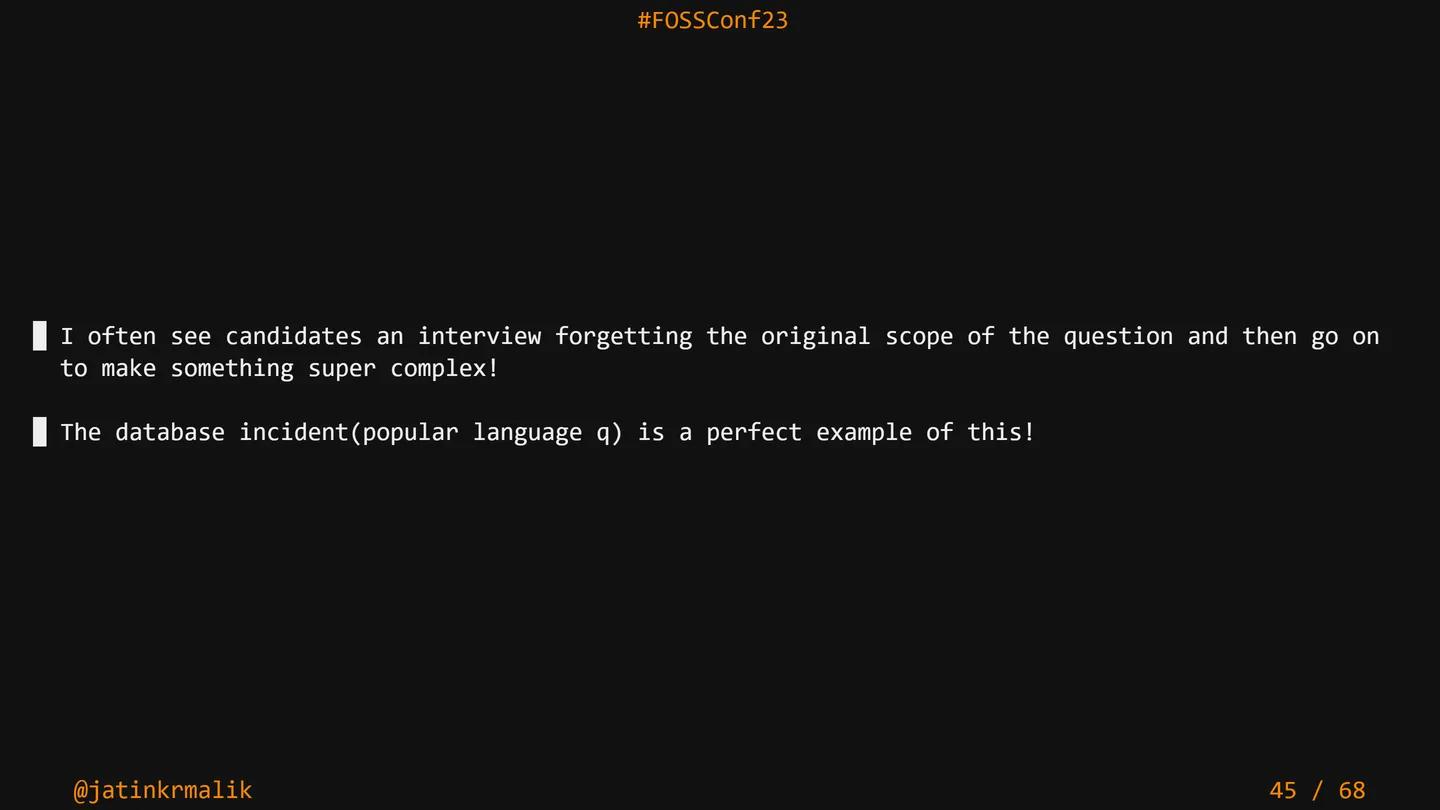 #FOSSConf23
I often see candidates an interview forgetting the original scope of the question and then go on
to make something super complex!
The database incident(popular language q) is a perfect example of this!
@jatinkrmalik
45 / 68